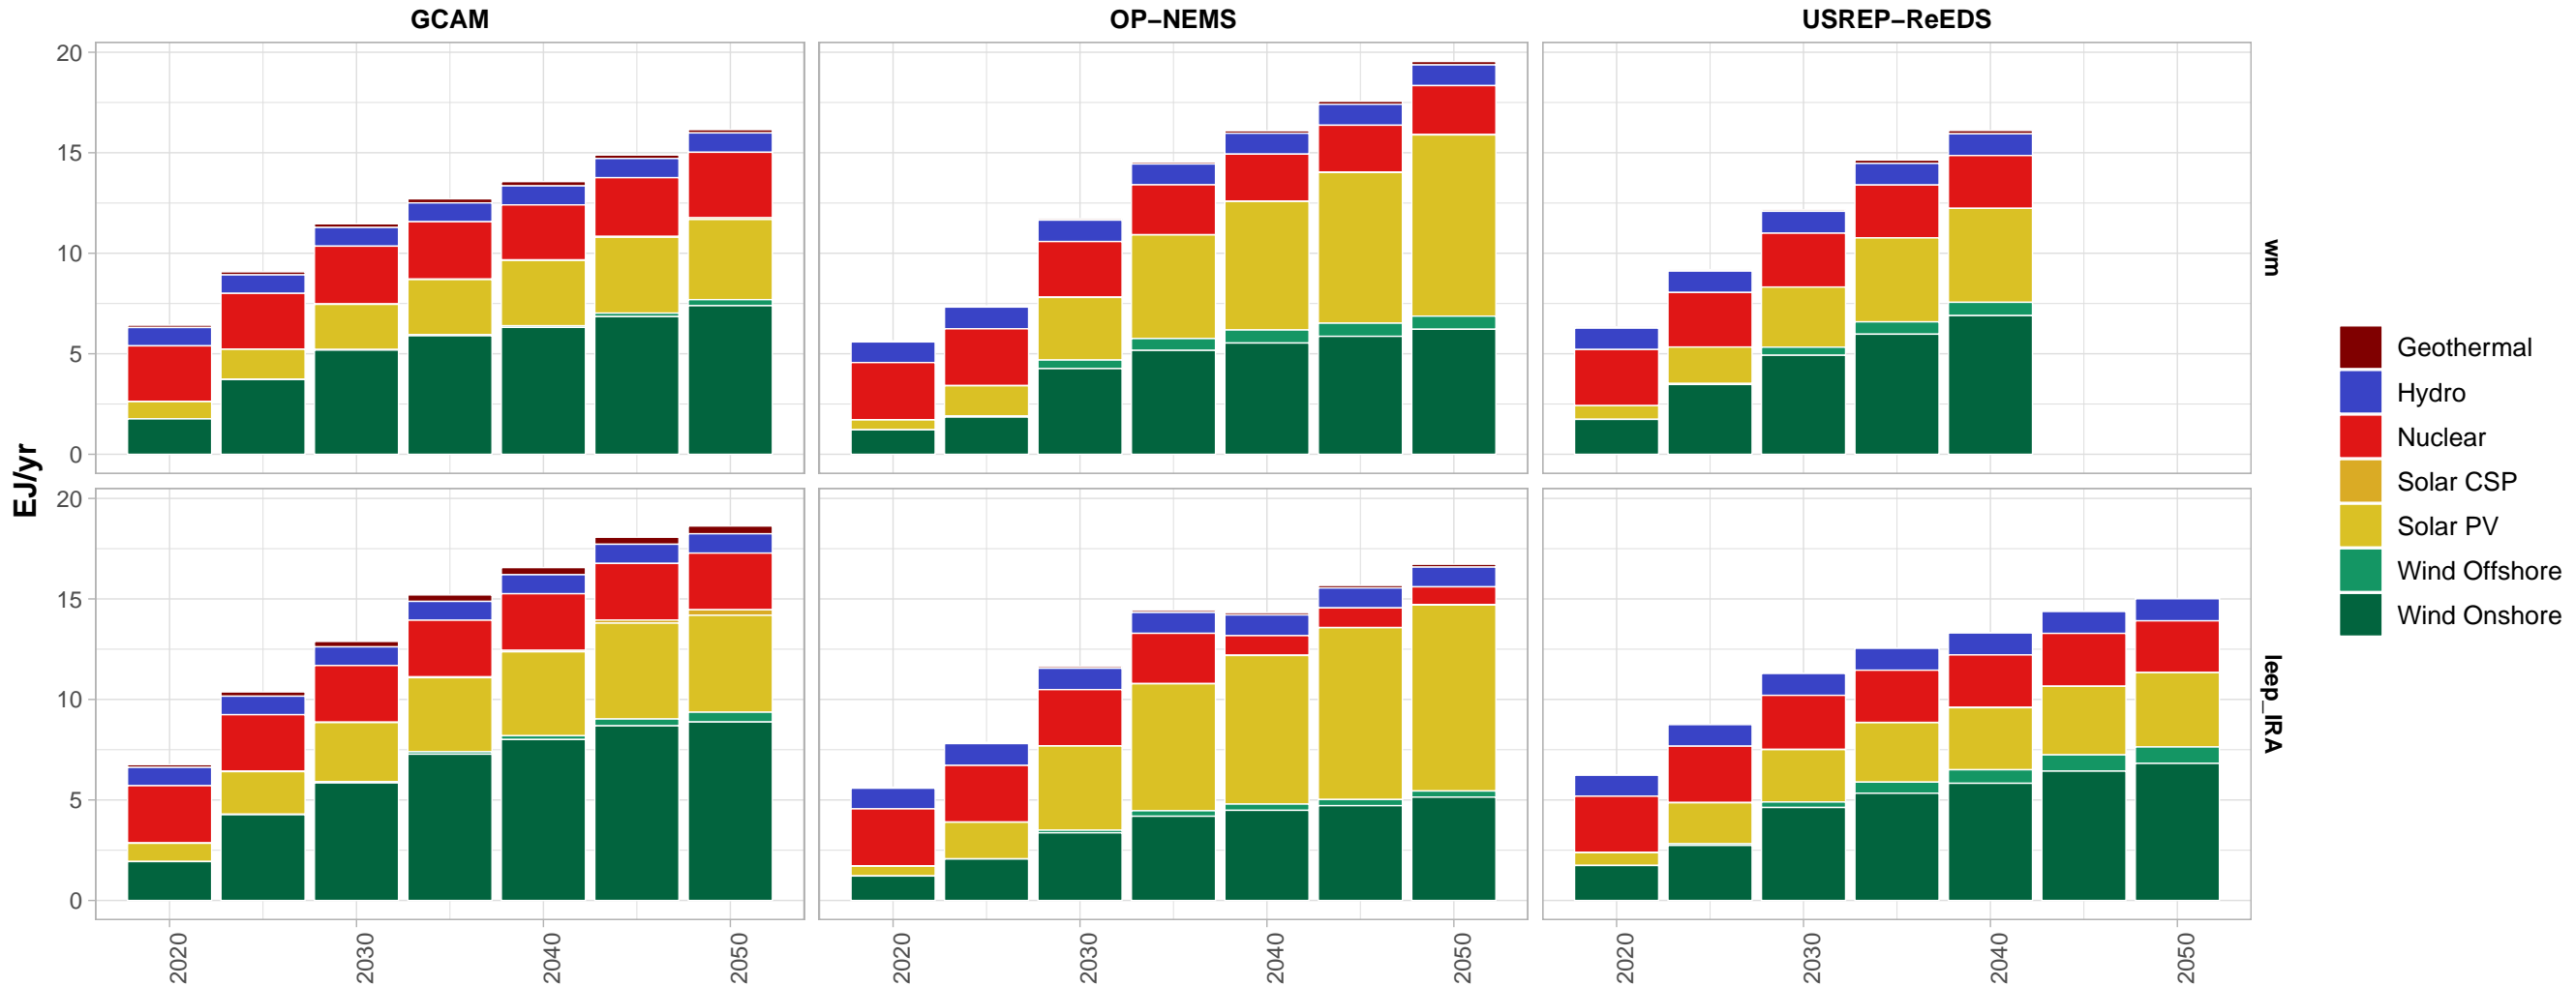 GCAM
OP−NEMS
USREP−ReEDS
EJ/yr
20
15
10
5
0
wm
20
15
10
5
0
leep_IRA
2020
2030
2040
2050
2020
2030
2040
2050
2020
2030
2040
2050
Geothermal
Hydro
Nuclear
Solar CSP
Solar PV
Wind Offshore
Wind Onshore